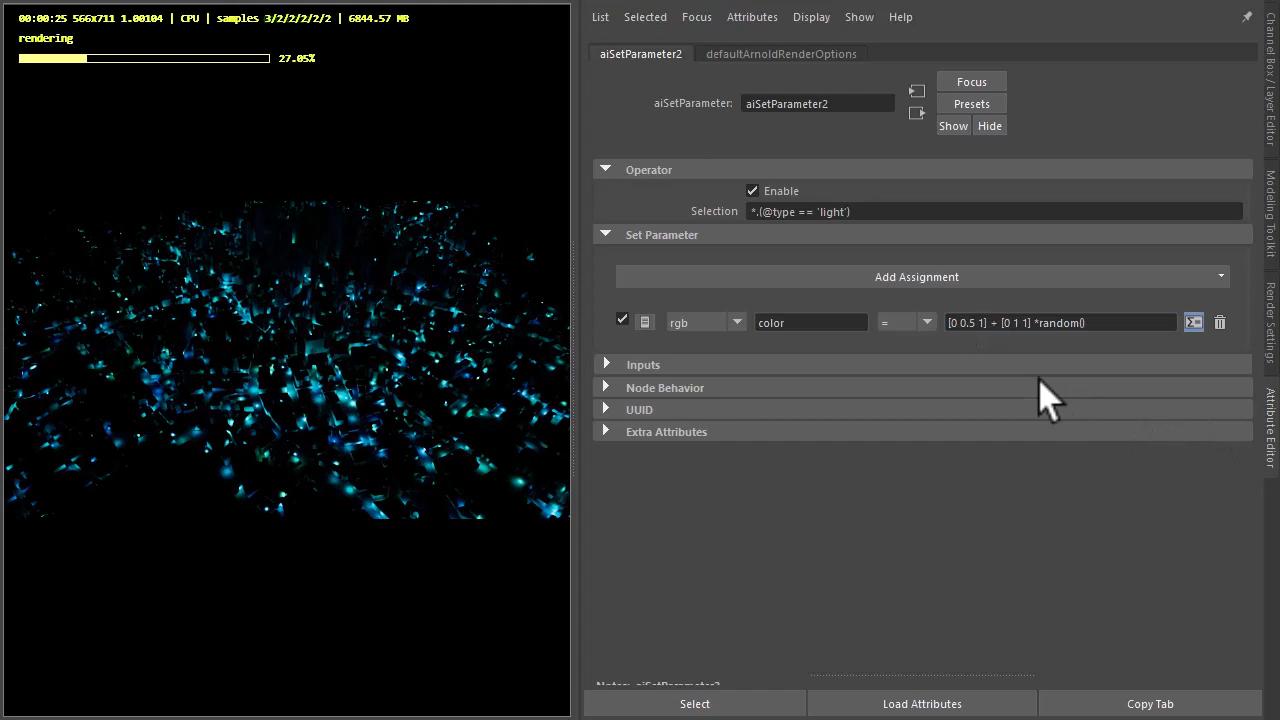 00:00:25 566x711 1.00104 | CPU | samples 3/2/2/2/2/2 | 6844.57 MB
rendering
27.05%
List Selected Focus Attributes Display Show Help
aiSetParameter2 defaultArnoldRenderOptions
Focus
aiSetParameter: aiSetParameter2
Presets
Show Hide
Operator
Enable
Selection *.(@type == 'light')
Set Parameter
Add Assignment
rgb color = [0 0.5 1] + [0 1 1] *random()
Inputs
Node Behavior
UUID
Extra Attributes
Notes: aiSetParameter2
Select Load Attributes Copy Tab
Channel Box / Layer Editor
Modeling Toolkit
Render Settings
Attribute Editor